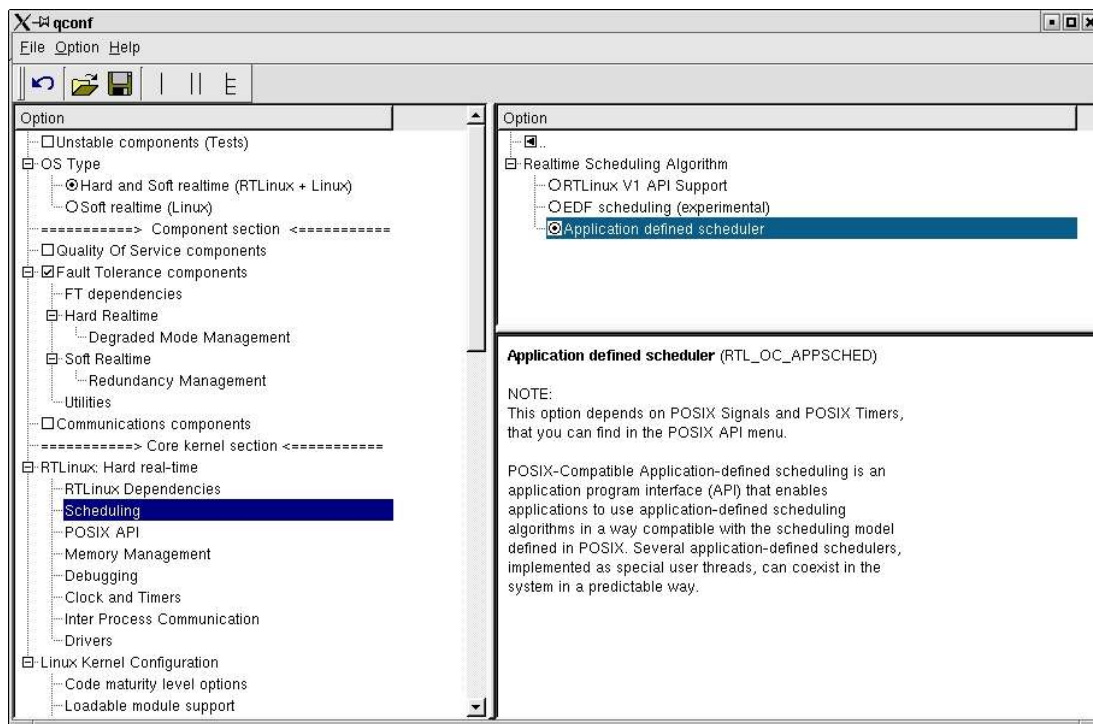 qconf
File Option Help
Option
Unstable components (Tests)
OS Type
Hard and Soft realtime (RTLinux + Linux)
Soft realtime (Linux)
===========> Component section <===========
Quality Of Service components
Fault Tolerance components
FT dependencies
Hard Realtime
Degraded Mode Management
Soft Realtime
Redundancy Management
Utilities
Communications components
===========> Core kernel section <===========
RTLinux: Hard real-time
RTLinux Dependencies
Scheduling
POSIX API
Memory Management
Debugging
Clock and Timers
Inter Process Communication
Drivers
Linux Kernel Configuration
Code maturity level options
Loadable module support
Option
..
Realtime Scheduling Algorithm
RTLinux V1 API Support
EDF scheduling (experimental)
Application defined scheduler
Application defined scheduler (RTL_OC_APPSCHED)
NOTE:
This option depends on POSIX Signals and POSIX Timers,
that you can find in the POSIX API menu.
POSIX-Compatible Application-defined scheduling is an
application program interface (API) that enables
applications to use application-defined scheduling
algorithms in a way compatible with the scheduling model
defined in POSIX. Several application-defined schedulers,
implemented as special user threads, can coexist in the
system in a predictable way.